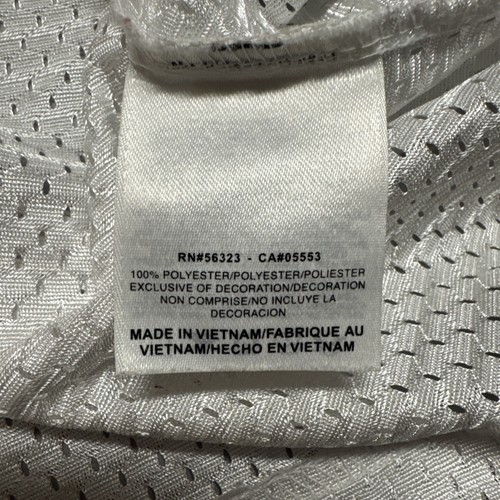 RN#56323 - CA#05553
100% POLYESTER/POLYESTER/POLIESTER
EXCLUSIVE OF DECORATION/DECORATION
NON COMPRISE/NO INCLUYE LA
DECORACION
MADE IN VIETNAM/FABRIQUE AU
VIETNAM/HECHO EN VIETNAM